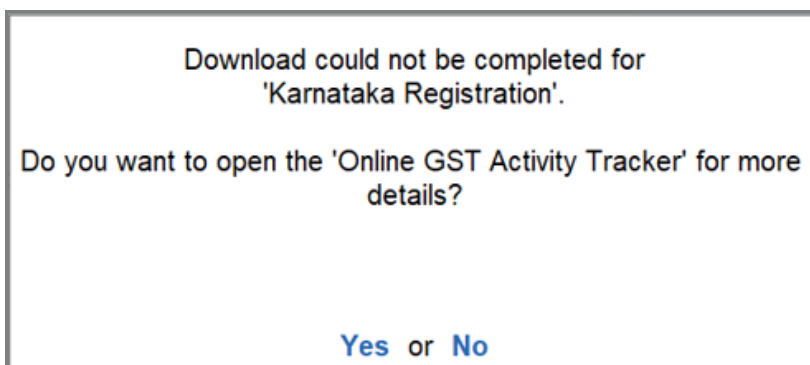 Download could not be completed for
'Karnataka Registration'.
Do you want to open the 'Online GST Activity Tracker' for more
details?
Yes or No